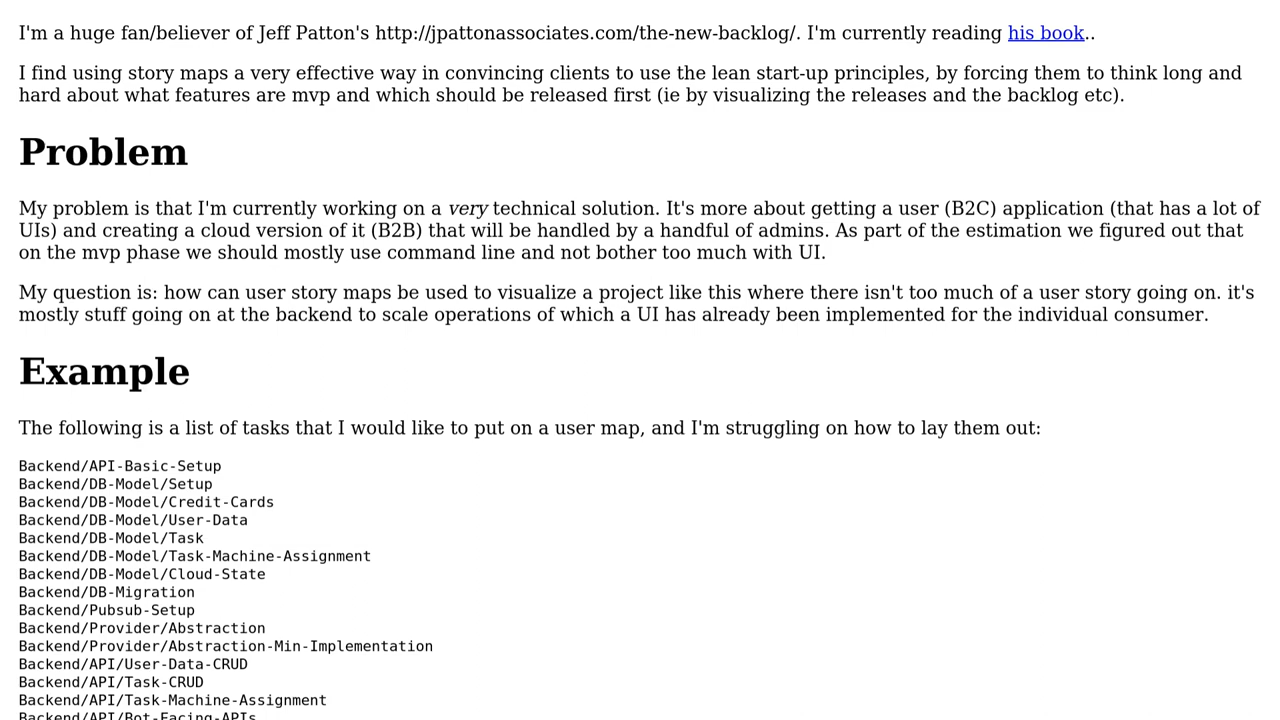 I'm a huge fan/believer of Jeff Patton's http://jpattonassociates.com/the-new-backlog/. I'm currently reading his book..
I find using story maps a very effective way in convincing clients to use the lean start-up principles, by forcing them to think long and
hard about what features are mvp and which should be released first (ie by visualizing the releases and the backlog etc).
Problem
My problem is that I'm currently working on a very technical solution. It's more about getting a user (B2C) application (that has a lot of
UIs) and creating a cloud version of it (B2B) that will be handled by a handful of admins. As part of the estimation we figured out that
on the mvp phase we should mostly use command line and not bother too much with UI.
My question is: how can user story maps be used to visualize a project like this where there isn't too much of a user story going on. it's
mostly stuff going on at the backend to scale operations of which a UI has already been implemented for the individual consumer.
Example
The following is a list of tasks that I would like to put on a user map, and I'm struggling on how to lay them out:
Backend/API-Basic-Setup
Backend/DB-Model/Setup
Backend/DB-Model/Credit-Cards
Backend/DB-Model/User-Data
Backend/DB-Model/Task
Backend/DB-Model/Task-Machine-Assignment
Backend/DB-Model/Cloud-State
Backend/DB-Migration
Backend/Pubsub-Setup
Backend/Provider/Abstraction
Backend/Provider/Abstraction-Min-Implementation
Backend/API/User-Data-CRUD
Backend/API/Task-CRUD
Backend/API/Task-Machine-Assignment
Backend/API/Bot-Facing-APIs